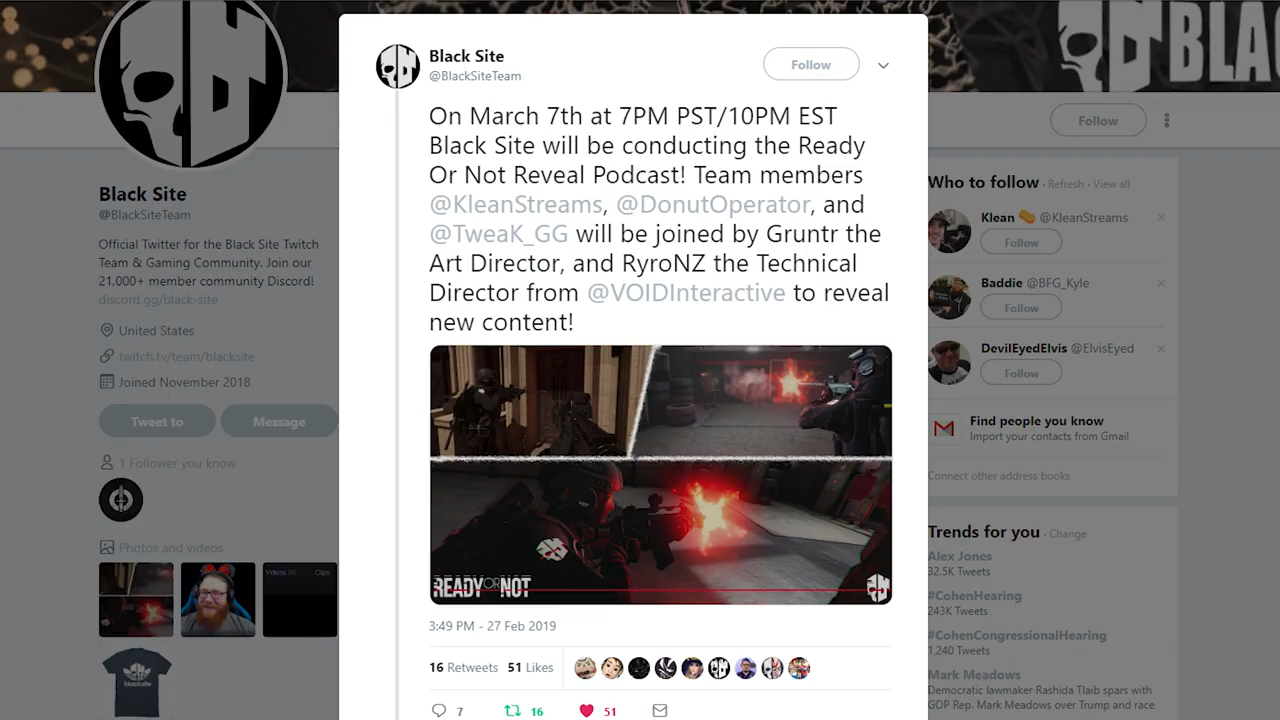 BLA
Black Site
@BlackSiteTeam
Official Twitter for the Black Site Twitch
Team & Gaming Community. Join our
21.000+ member community Discord!
discord.gg/black-site
United States
twitch.tv/team/blacksite
Joined November 2018
Tweet to
Message
1 Follower you know
Photos and videos
Videos
Clips
blacksite
Black Site
@BlackSiteTeam
Follow
On March 7th at 7PM PST/10PM EST
Black Site will be conducting the Ready
Or Not Reveal Podcast! Team members
@KleanStreams, @DonutOperator, and
@TweaK_GG will be joined by Gruntr the
Art Director, and RyroNZ the Technical
Director from @VOIDInteractive to reveal
new content!
READY OR NOT
3:49 PM - 27 Feb 2019
16 Retweets 51 Likes
7 16 51
Follow
Who to follow · Refresh · View all
Klean @KleanStreams
Follow
Baddie @BFG_Kyle
Follow
DevilEyedElvis @ElvisEyed
Follow
Find people you know
Import your contacts from Gmail
Connect other address books
Trends for you · Change
Alex Jones
32.5K Tweets
#CohenHearing
243K Tweets
#CohenCongressionalHearing
1,240 Tweets
Mark Meadows
Democratic lawmaker Rashida Tlaib spars with
GOP Rep. Mark Meadows over Trump and race